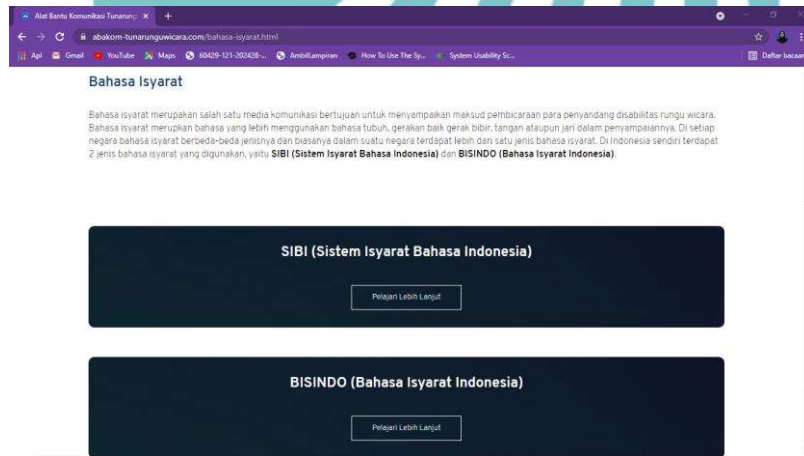 Alat Bantu Komunikasi Tunarung
abakom-tunarunguwicara.com/bahasa-isyarat.html
Apl Gmail YouTube Maps 60429-121-202428-... AmbilLampiran How To Use The Sy... System Usability Sc... Daftar bacaan
Bahasa Isyarat
Bahasa isyarat merupakan salah satu media komunikasi bertujuan untuk menyampaikan maksud pembicaraan para penyandang disabilitas rungu wicara.
Bahasa isyarat merupkan bahasa yang lebih menggunakan bahasa tubuh, gerakan baik gerak bibir, tangan ataupun jari dalam penyampaiannya. Di setiap
negara bahasa isyarat berbeda-beda jenisnya dan biasanya dalam suatu negara terdapat lebih dari satu jenis bahasa isyarat. Di Indonesia sendiri terdapat
2 jenis bahasa isyarat yang digunakan, yaitu SIBI (Sistem Isyarat Bahasa Indonesia) dan BISINDO (Bahasa Isyarat Indonesia).
SIBI (Sistem Isyarat Bahasa Indonesia)
Pelajari Lebih Lanjut
BISINDO (Bahasa Isyarat Indonesia)
Pelajari Lebih Lanjut